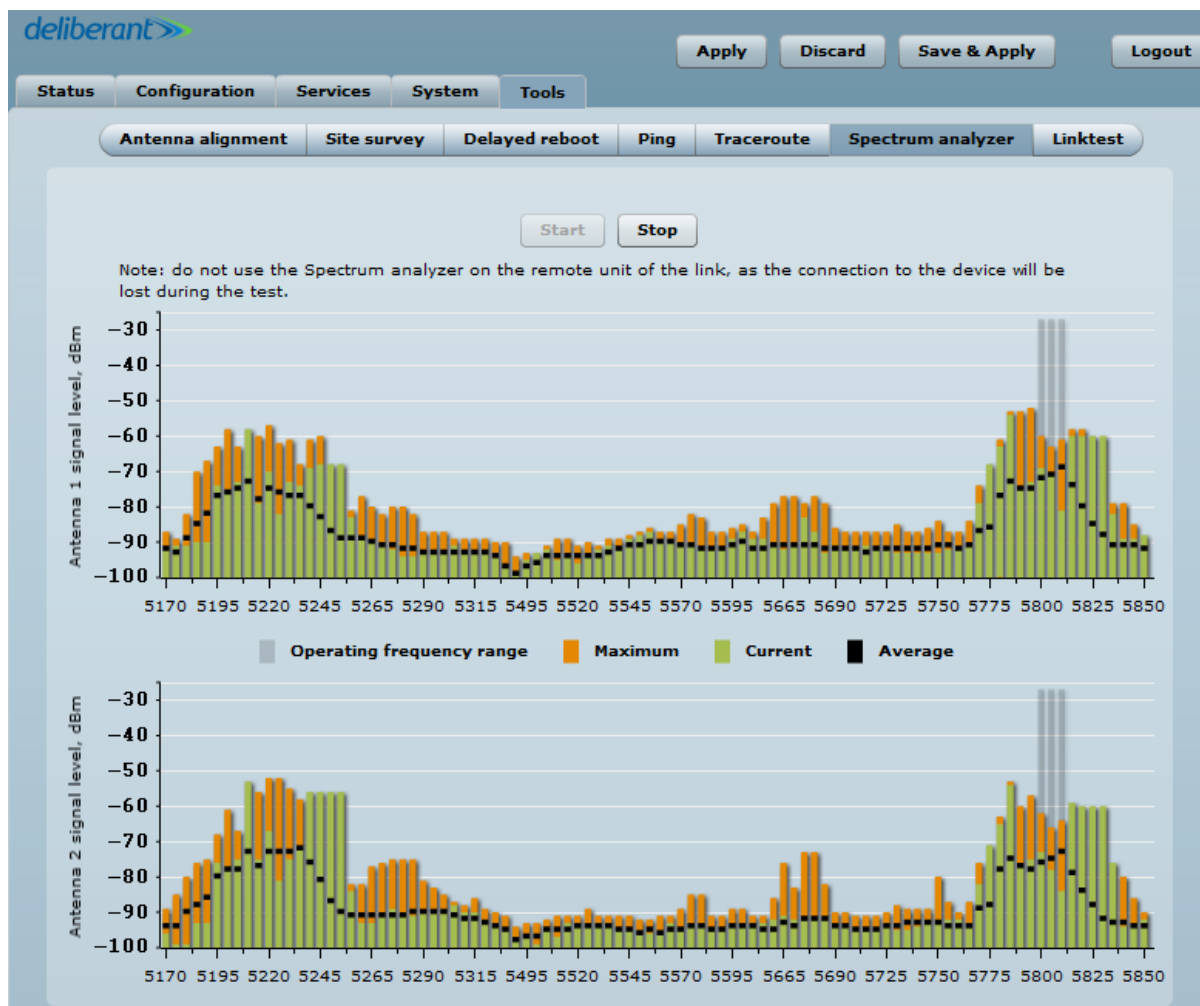 deliberant
Apply Discard Save & Apply Logout
Status Configuration Services System Tools
Antenna alignment Site survey Delayed reboot Ping Traceroute Spectrum analyzer Linktest
Start Stop
Note: do not use the Spectrum analyzer on the remote unit of the link, as the connection to the device will be
lost during the test.
Antenna 1 signal level, dBm
−30
−40
−50
−60
−70
−80
−90
−100
5170 5195 5220 5245 5265 5290 5315 5495 5520 5545 5570 5595 5665 5690 5725 5750 5775 5800 5825 5850
Operating frequency range Maximum Current Average
Antenna 2 signal level, dBm
−30
−40
−50
−60
−70
−80
−90
−100
5170 5195 5220 5245 5265 5290 5315 5495 5520 5545 5570 5595 5665 5690 5725 5750 5775 5800 5825 5850